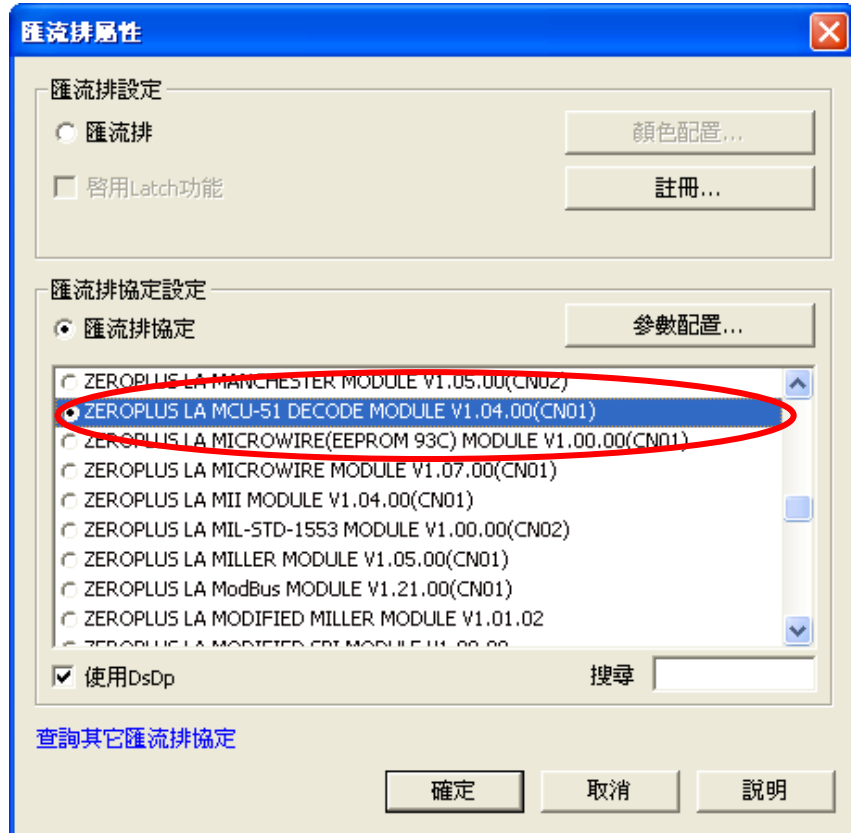 匯流排屬性
匯流排設定
匯流排
顏色配置...
啓用Latch功能
註冊...
匯流排協定設定
匯流排協定
參數配置...
ZEROPLUS LA MANCHESTER MODULE V1.05.00(CN02)
ZEROPLUS LA MCU-51 DECODE MODULE V1.04.00(CN01)
ZEROPLUS LA MICROWIRE(EEPROM 93C) MODULE V1.00.00(CN01)
ZEROPLUS LA MICROWIRE MODULE V1.07.00(CN01)
ZEROPLUS LA MII MODULE V1.04.00(CN01)
ZEROPLUS LA MIL-STD-1553 MODULE V1.00.00(CN02)
ZEROPLUS LA MILLER MODULE V1.05.00(CN01)
ZEROPLUS LA ModBus MODULE V1.21.00(CN01)
ZEROPLUS LA MODIFIED MILLER MODULE V1.01.02
ZEROPLUS LA MODIFIED SPI MODULE
使用DsDp
搜尋
查詢其它匯流排協定
確定
取消
說明